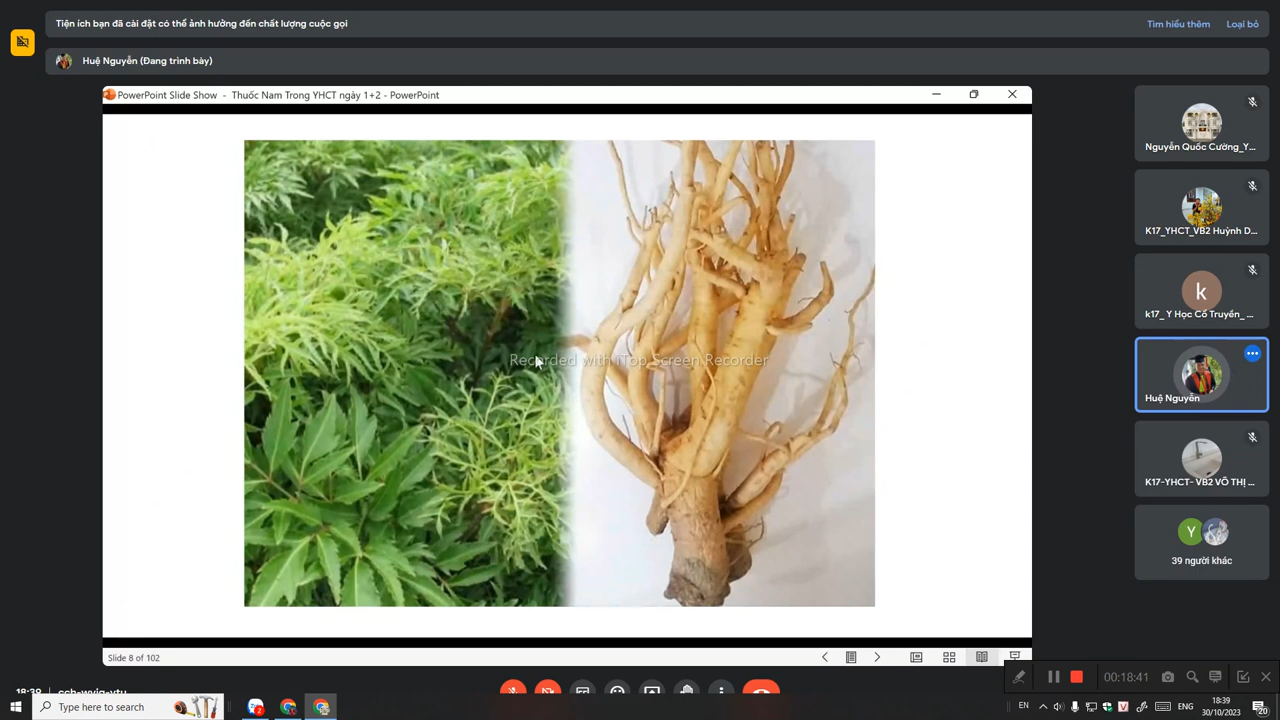 Tiện ích bạn đã cài đặt có thể ảnh hưởng đến chất lượng cuộc gọi
Tìm hiểu thêm
Loại bỏ
Huệ Nguyễn (Đang trình bày)
PowerPoint Slide Show - Thuốc Nam Trong YHCT ngày 1+2 - PowerPoint
Nguyễn Quốc Cường_Y...
K17_YHCT_VB2 Huỳnh D...
k
k17_ Y Học Cổ Truyền_ ...
Recorded with iTop Screen Recorder
Huệ Nguyễn
K17-YHCT- VB2 VÕ THỊ ...
Y
39 người khác
Slide 8 of 102
00:18:41
Type here to search
2
EN
V
ENG
18:39
30/10/2023
20